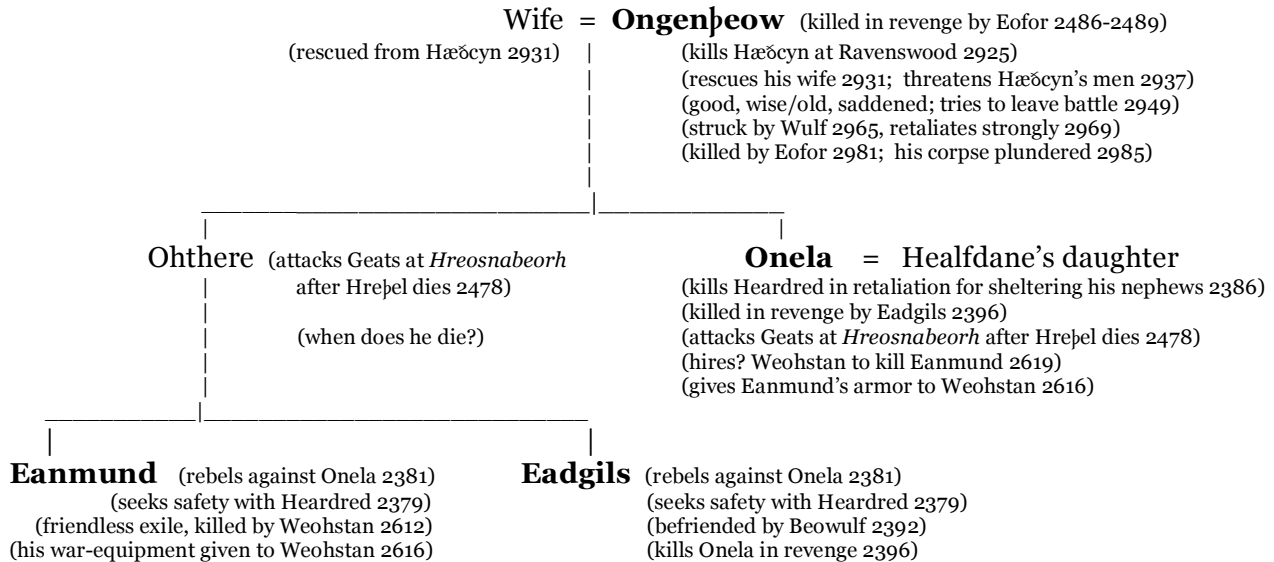 Wife = Ongenþeow (killed in revenge by Eofor 2486-2489)
(rescued from Hæðcyn 2931) (kills Hæðcyn at Ravenswood 2925)
(rescues his wife 2931; threatens Hæðcyn's men 2937)
(good, wise/old, saddened; tries to leave battle 2949)
(struck by Wulf 2965, retaliates strongly 2969)
(killed by Eofor 2981; his corpse plundered 2985)
Ohthere (attacks Geats at Hreosnabeorh
after Hreþel dies 2478)
(when does he die?)
Onela = Healfdane's daughter
(kills Heardred in retaliation for sheltering his nephews 2386)
(killed in revenge by Eadgils 2396)
(attacks Geats at Hreosnabeorh after Hreþel dies 2478)
(hires? Weohstan to kill Eanmund 2619)
(gives Eanmund's armor to Weohstan 2616)
Eanmund (rebels against Onela 2381)
(seeks safety with Heardred 2379)
(friendless exile, killed by Weohstan 2612)
(his war-equipment given to Weohstan 2616)
Eadgils (rebels against Onela 2381)
(seeks safety with Heardred 2379)
(befriended by Beowulf 2392)
(kills Onela in revenge 2396)